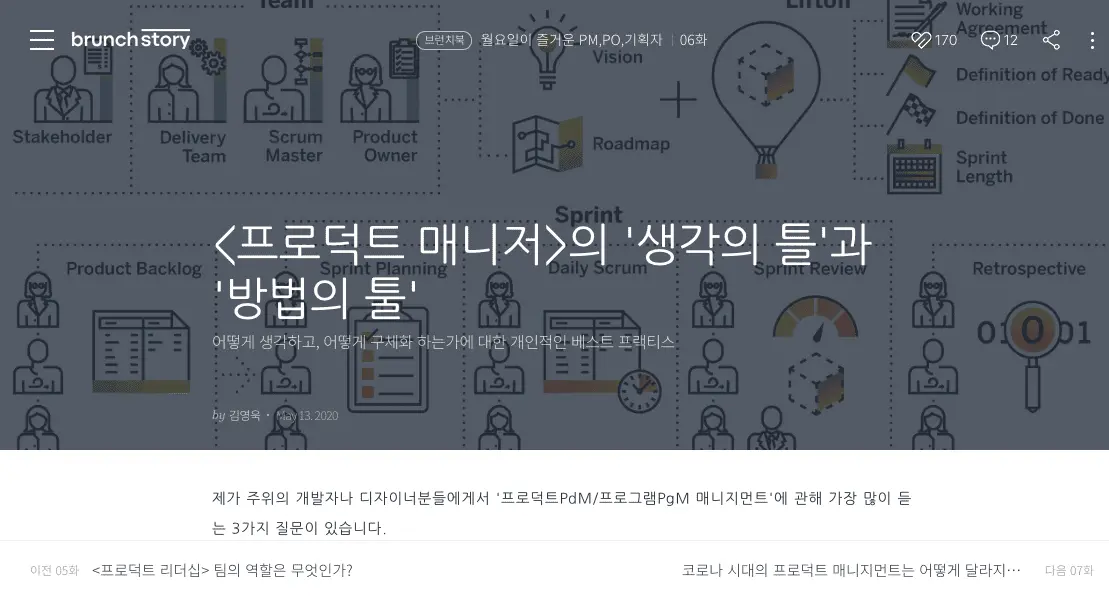 Team
Liftoff
brunch story
브런치북 월요일이 즐거운 PM,PO,기획자 06화
170
12
Working
Agreement
Vision
Definition of Ready
Definition of Done
Stakeholder
Delivery
Team
Scrum
Master
Product
Owner
Roadmap
Sprint
Length
Sprint
<프로덕트 매니저>의 '생각의 틀'과
'방법의 툴'
Product Backlog
Sprint Planning
Daily Scrum
Sprint Review
Retrospective
어떻게 생각하고, 어떻게 구체화 하는가에 대한 개인적인 베스트 프랙티스
01 0 01
by 김영욱 · May 13. 2020
제가 주위의 개발자나 디자이너분들에게서 '프로덕트PdM/프로그램PgM 매니지먼트'에 관해 가장 많이 듣
는 3가지 질문이 있습니다.
이전 05화 <프로덕트 리더십> 팀의 역할은 무엇인가?
코로나 시대의 프로덕트 매니지먼트는 어떻게 달라지… 다음 07화